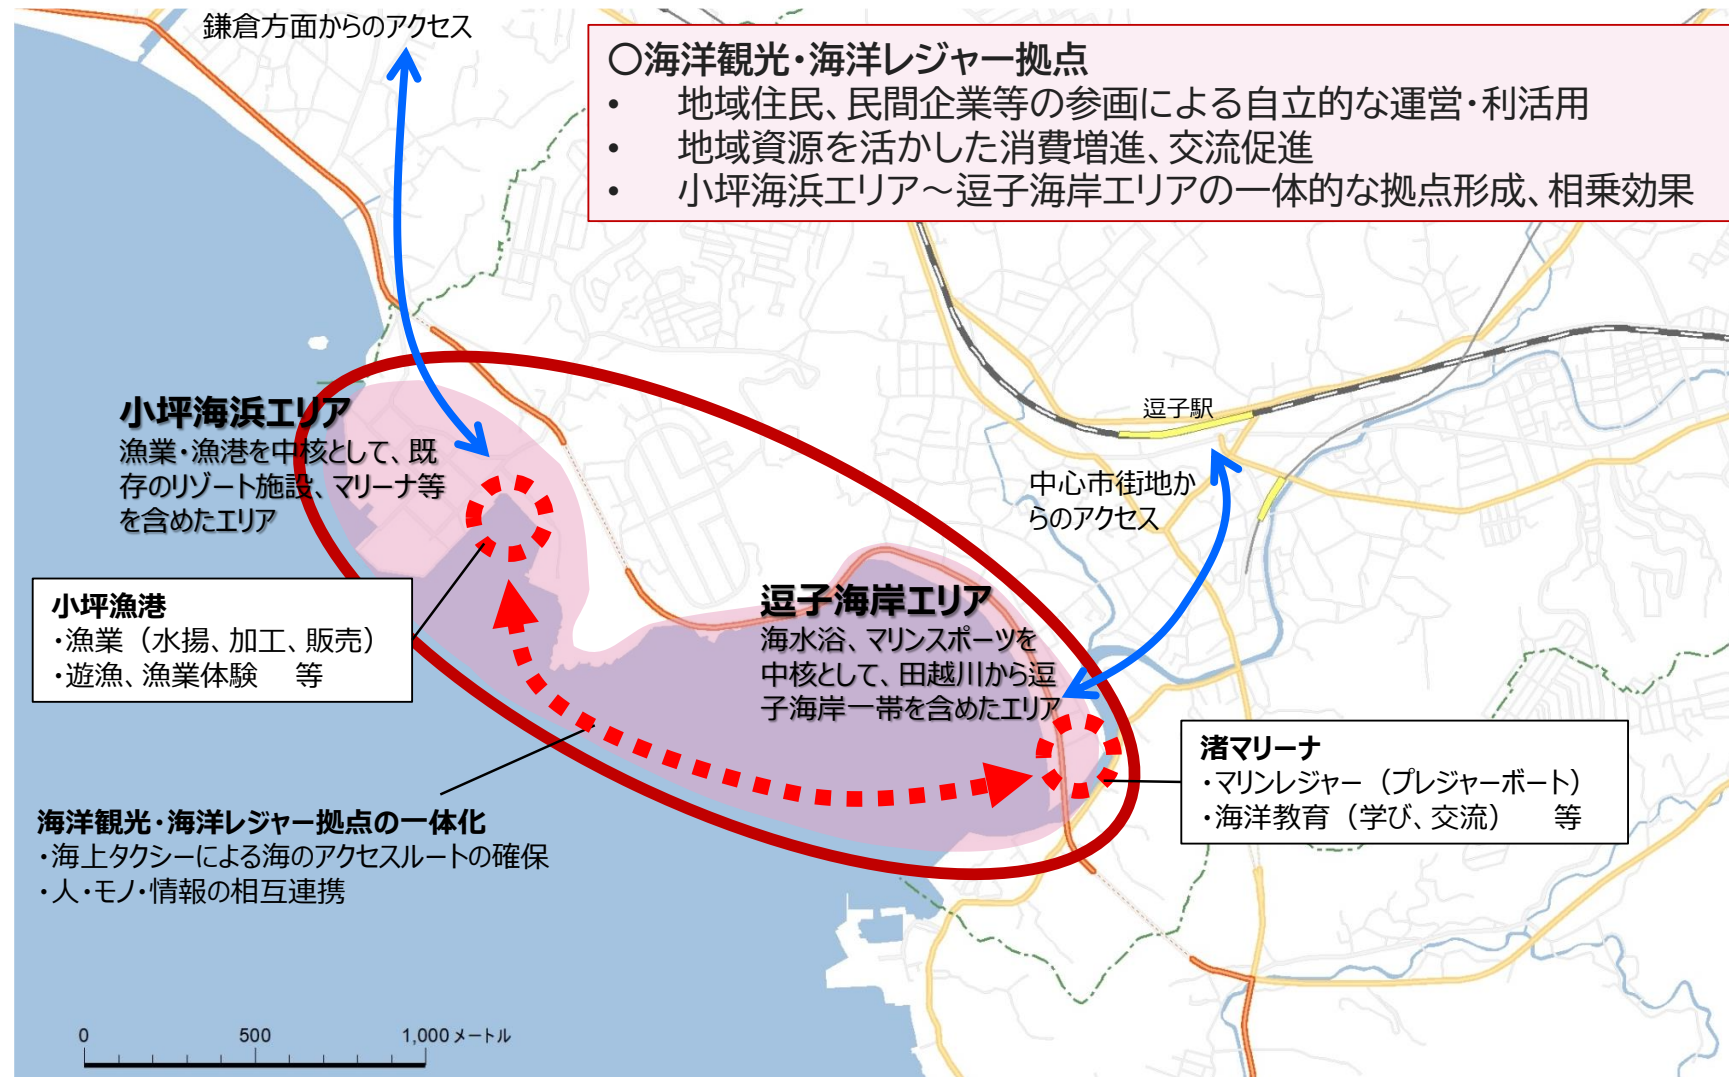 鎌倉方面からのアクセス
〇海洋観光・海洋レジャー拠点
• 地域住民、民間企業等の参画による自立的な運営・利活用
• 地域資源を活かした消費増進、交流促進
• 小坪海浜エリア～逗子海岸エリアの一体的な拠点形成、相乗効果
小坪海浜エリア
漁業・漁港を中核として、既
存のリゾート施設、マリーナ等
を含めたエリア
逗子駅
中心市街地か
らのアクセス
小坪漁港
・漁業（水揚、加工、販売）
・遊漁、漁業体験　等
逗子海岸エリア
海水浴、マリンスポーツを
中核として、田越川から逗
子海岸一帯を含めたエリア
渚マリーナ
・マリンレジャー（プレジャーボート）
・海洋教育（学び、交流）　等
海洋観光・海洋レジャー拠点の一体化
・海上タクシーによる海のアクセスルートの確保
・人・モノ・情報の相互連携
0 500 1,000 メートル